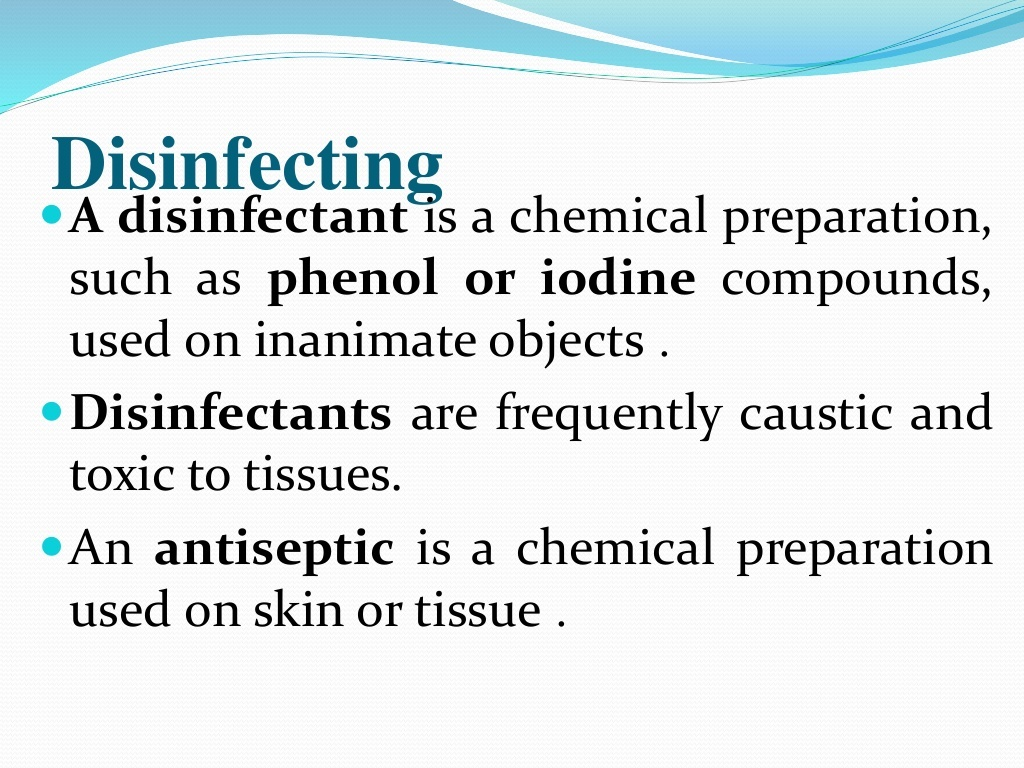 Disinfecting
A disinfectant is a chemical preparation,
such as phenol or iodine compounds,
used on inanimate objects .
Disinfectants are frequently caustic and
toxic to tissues.
An antiseptic is a chemical preparation
used on skin or tissue .